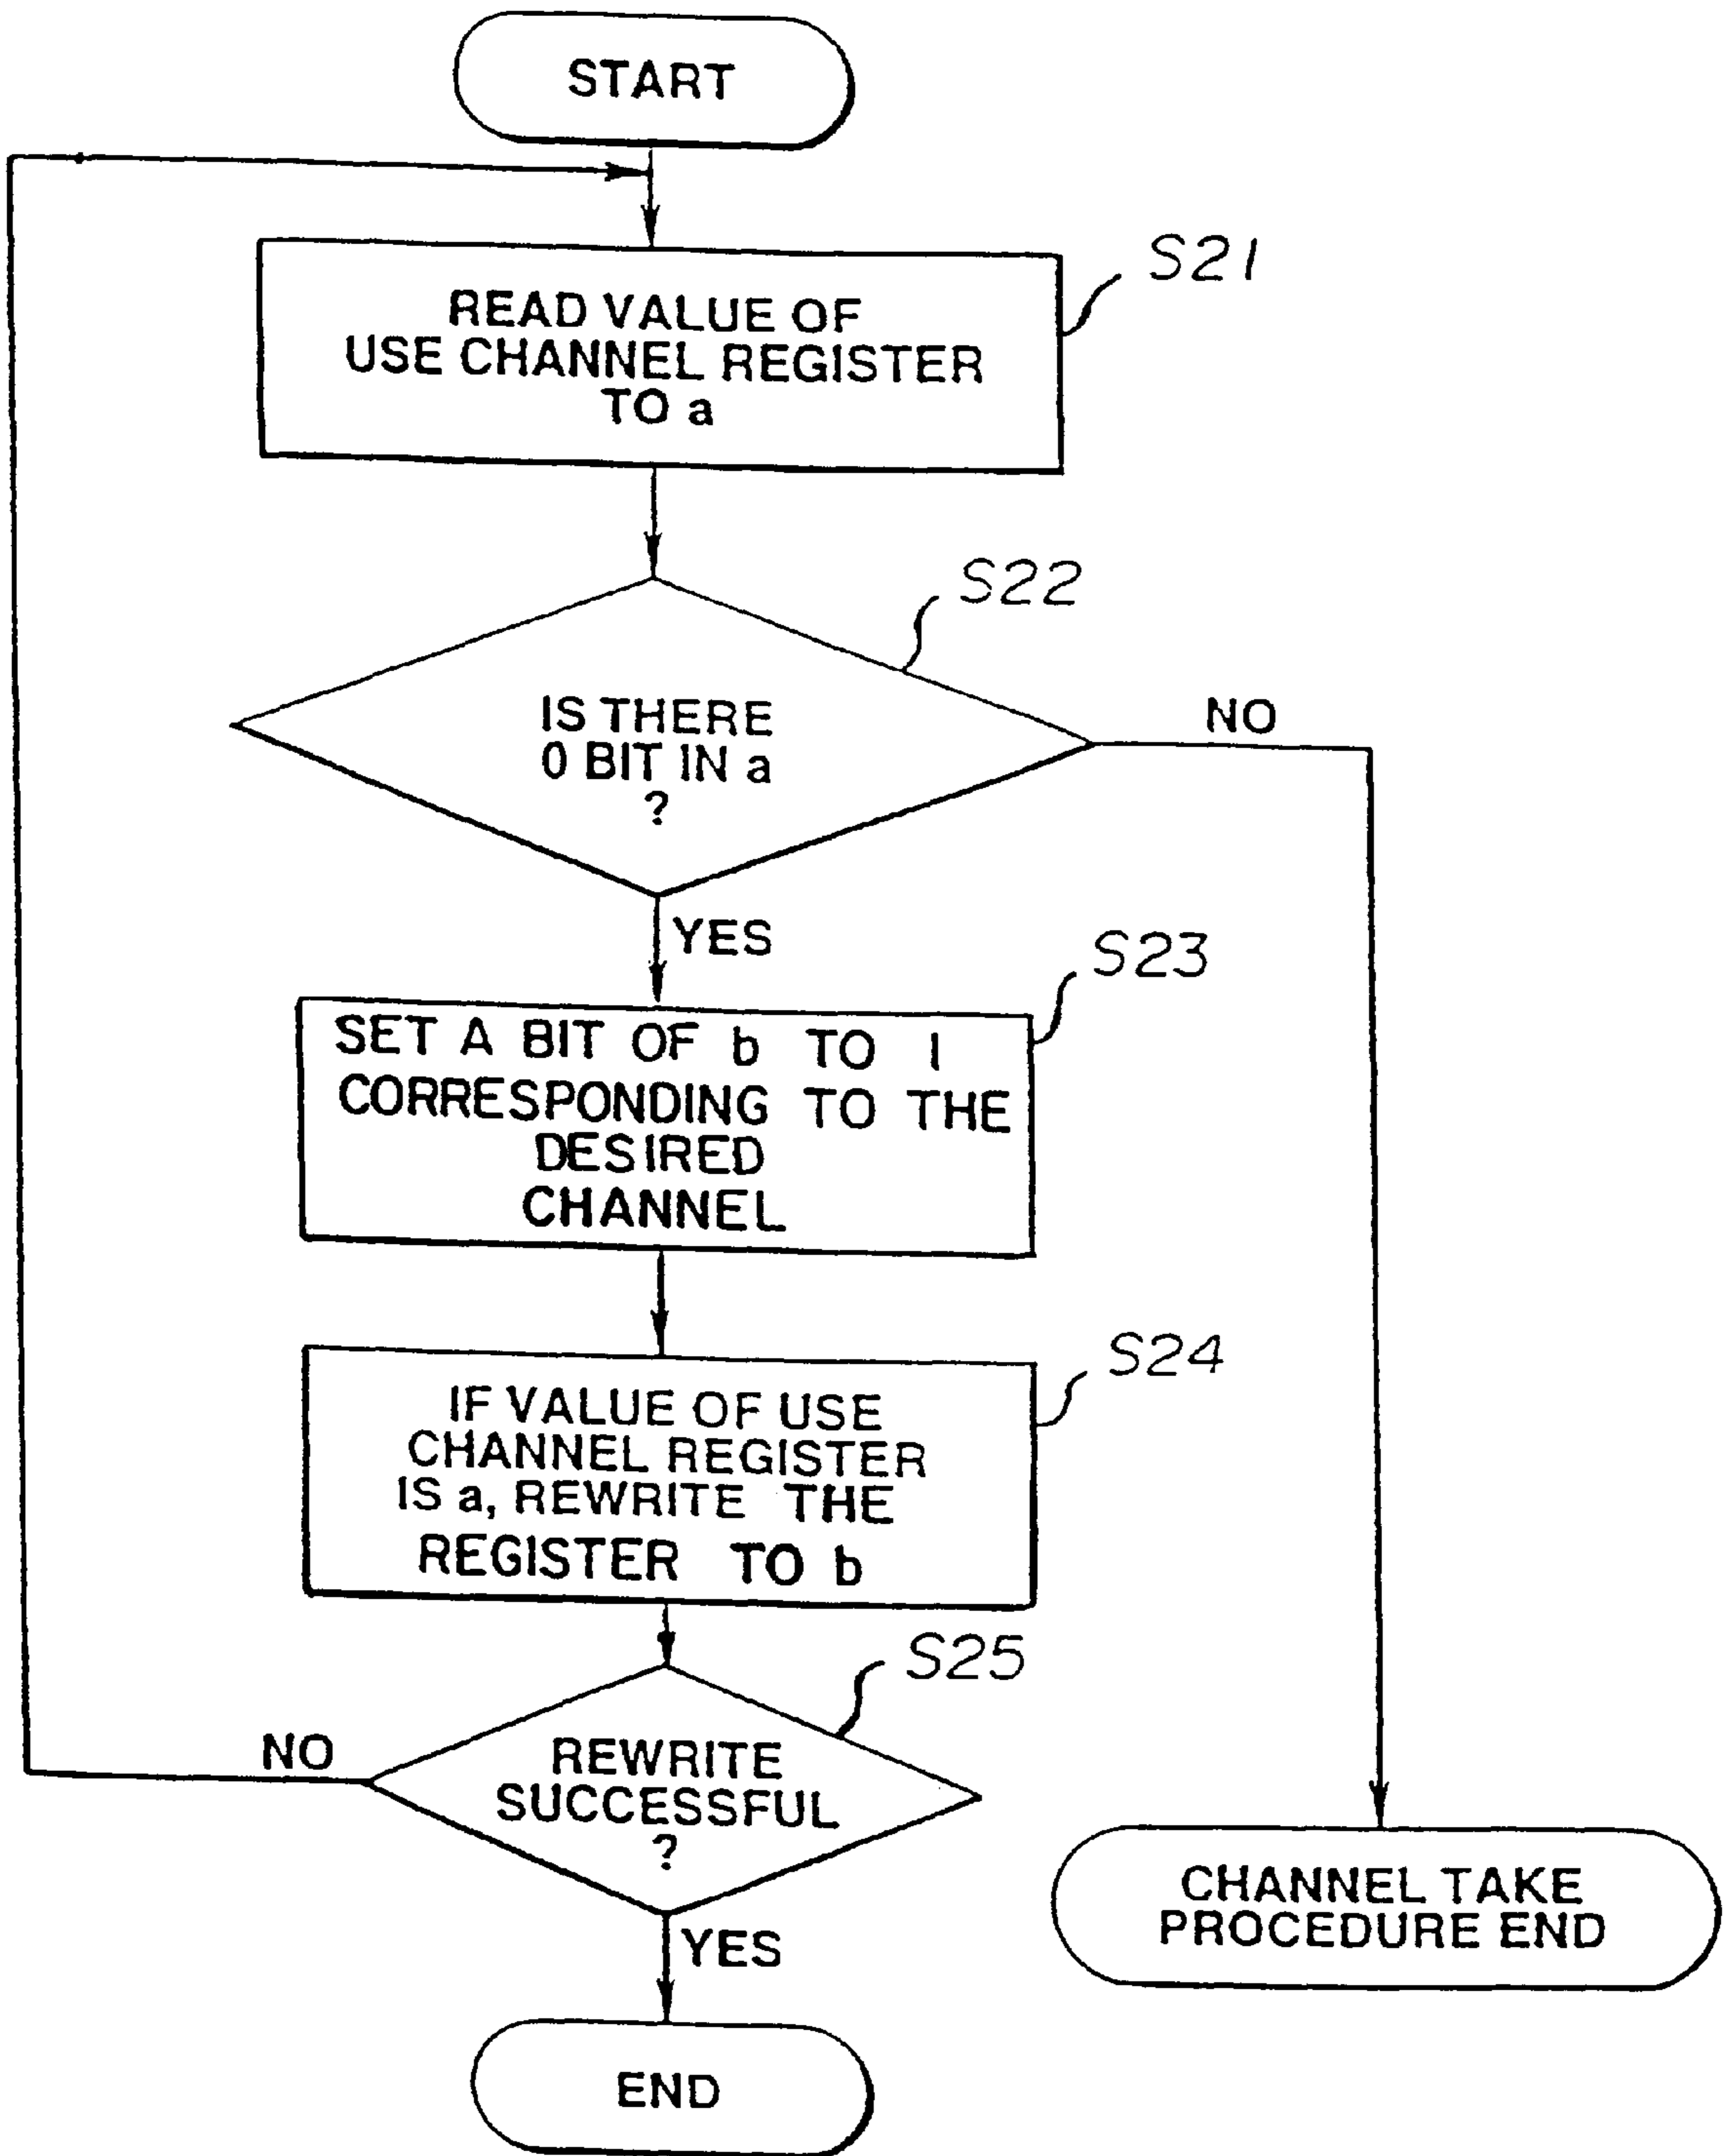 START
S21
READ VALUE OF
USE CHANNEL REGISTER
TO a
S22
IS THERE
0 BIT IN a
?
NO
YES
S23
SET A BIT OF b TO 1
CORRESPONDING TO THE
DESIRED
CHANNEL
S24
IF VALUE OF USE
CHANNEL REGISTER
IS a, REWRITE THE
REGISTER TO b
S25
NO
REWRITE
SUCCESSFUL
?
YES
CHANNEL TAKE
PROCEDURE END
END